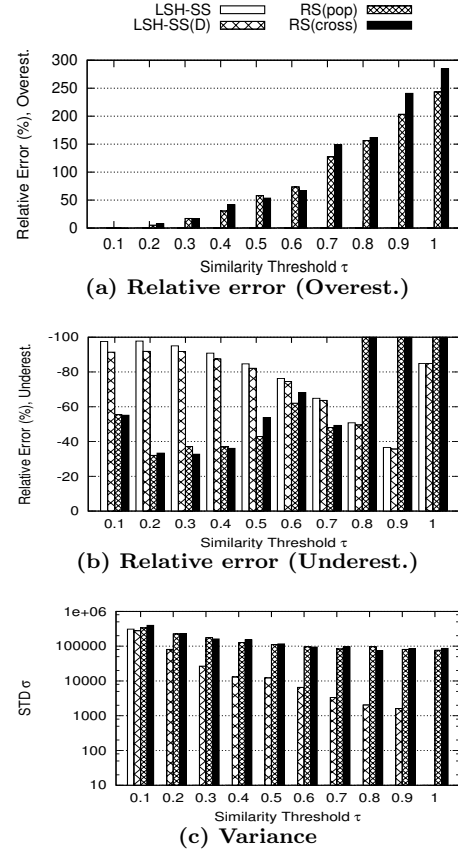 LSH-SS
LSH-SS(D)
RS(pop)
RS(cross)
Relative Error (%), Overest.
300
250
200
150
100
50
0
0.1 0.2 0.3 0.4 0.5 0.6 0.7 0.8 0.9 1
Similarity Threshold τ
(a) Relative error (Overest.)
Relative Error (%), Underest.
-100
-80
-60
-40
-20
0
0.1 0.2 0.3 0.4 0.5 0.6 0.7 0.8 0.9 1
Similarity Threshold τ
(b) Relative error (Underest.)
STD σ
1e+06
100000
10000
1000
100
10
0.1 0.2 0.3 0.4 0.5 0.6 0.7 0.8 0.9 1
Similarity Threshold τ
(c) Variance